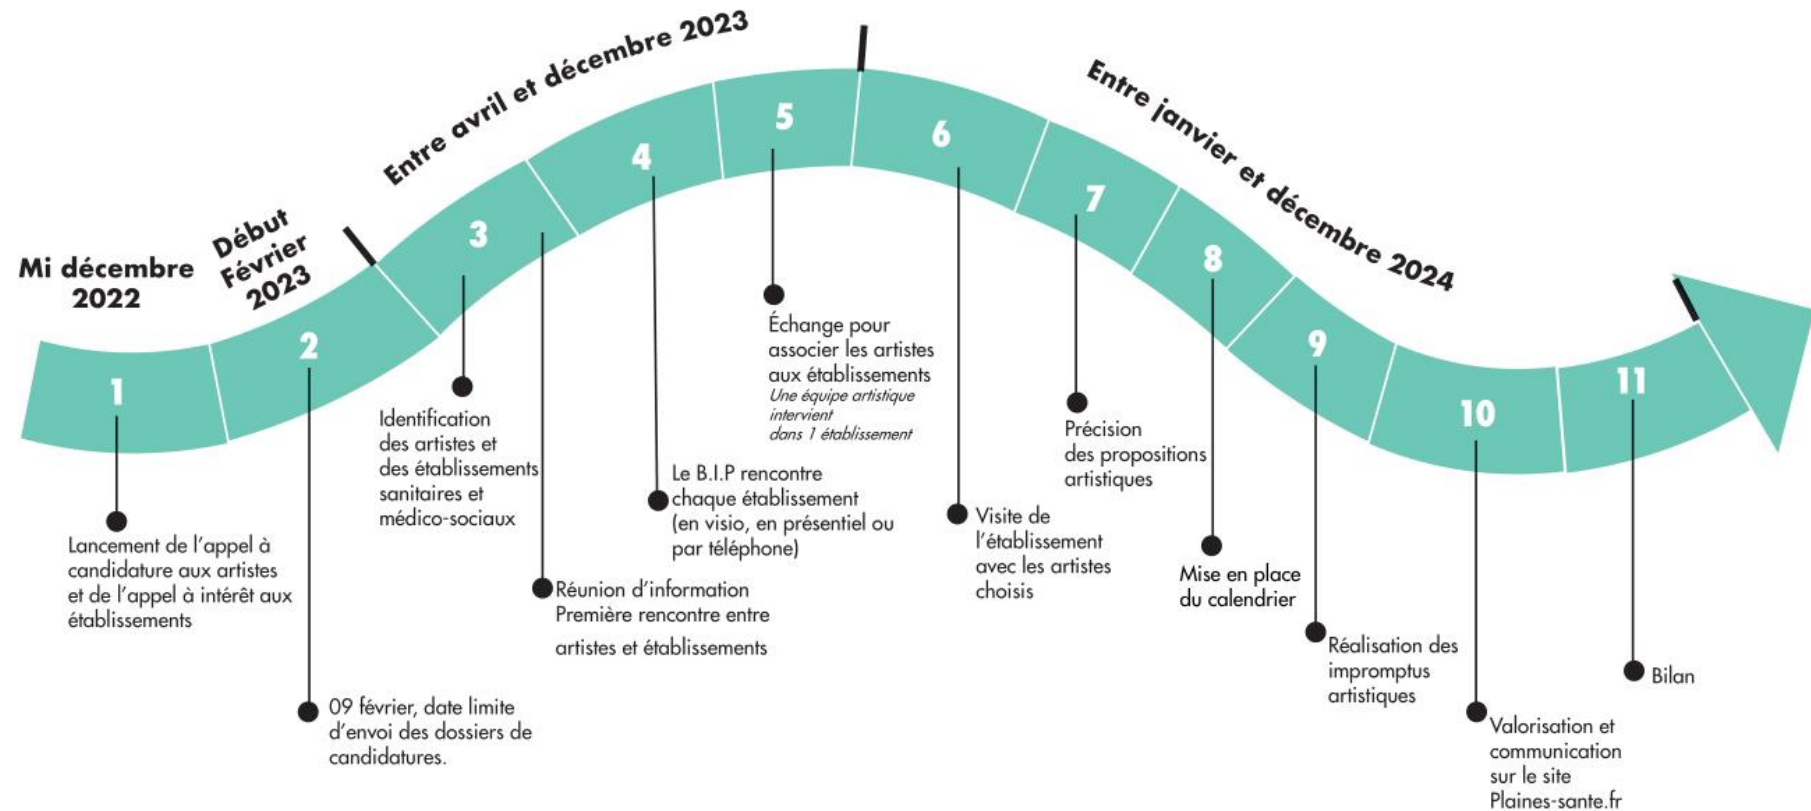 Mi décembre
2022
Début
Février
2023
Entre avril et décembre 2023
Entre janvier et décembre 2024
1
Lancement de l'appel à
candidature aux artistes
et de l'appel à intérêt aux
établissements
2
09 février, date limite
d'envoi des dossiers de
candidatures.
3
Identification
des artistes et
des établissements
sanitaires et
médico-sociaux
Réunion d'information
Première rencontre entre
artistes et établissements
4
Le B.I.P rencontre
chaque établissement
(en visio, en présentiel ou
par téléphone)
5
Échange pour
associer les artistes
aux établissements
Une équipe artistique
intervient
dans 1 établissement
6
Visite de
l'établissement
avec les artistes
choisis
7
Précision
des propositions
artistiques
8
Mise en place
du calendrier
9
Réalisation des
impromptus
artistiques
10
Valorisation et
communication
sur le site
Plaines-sante.fr
11
Bilan